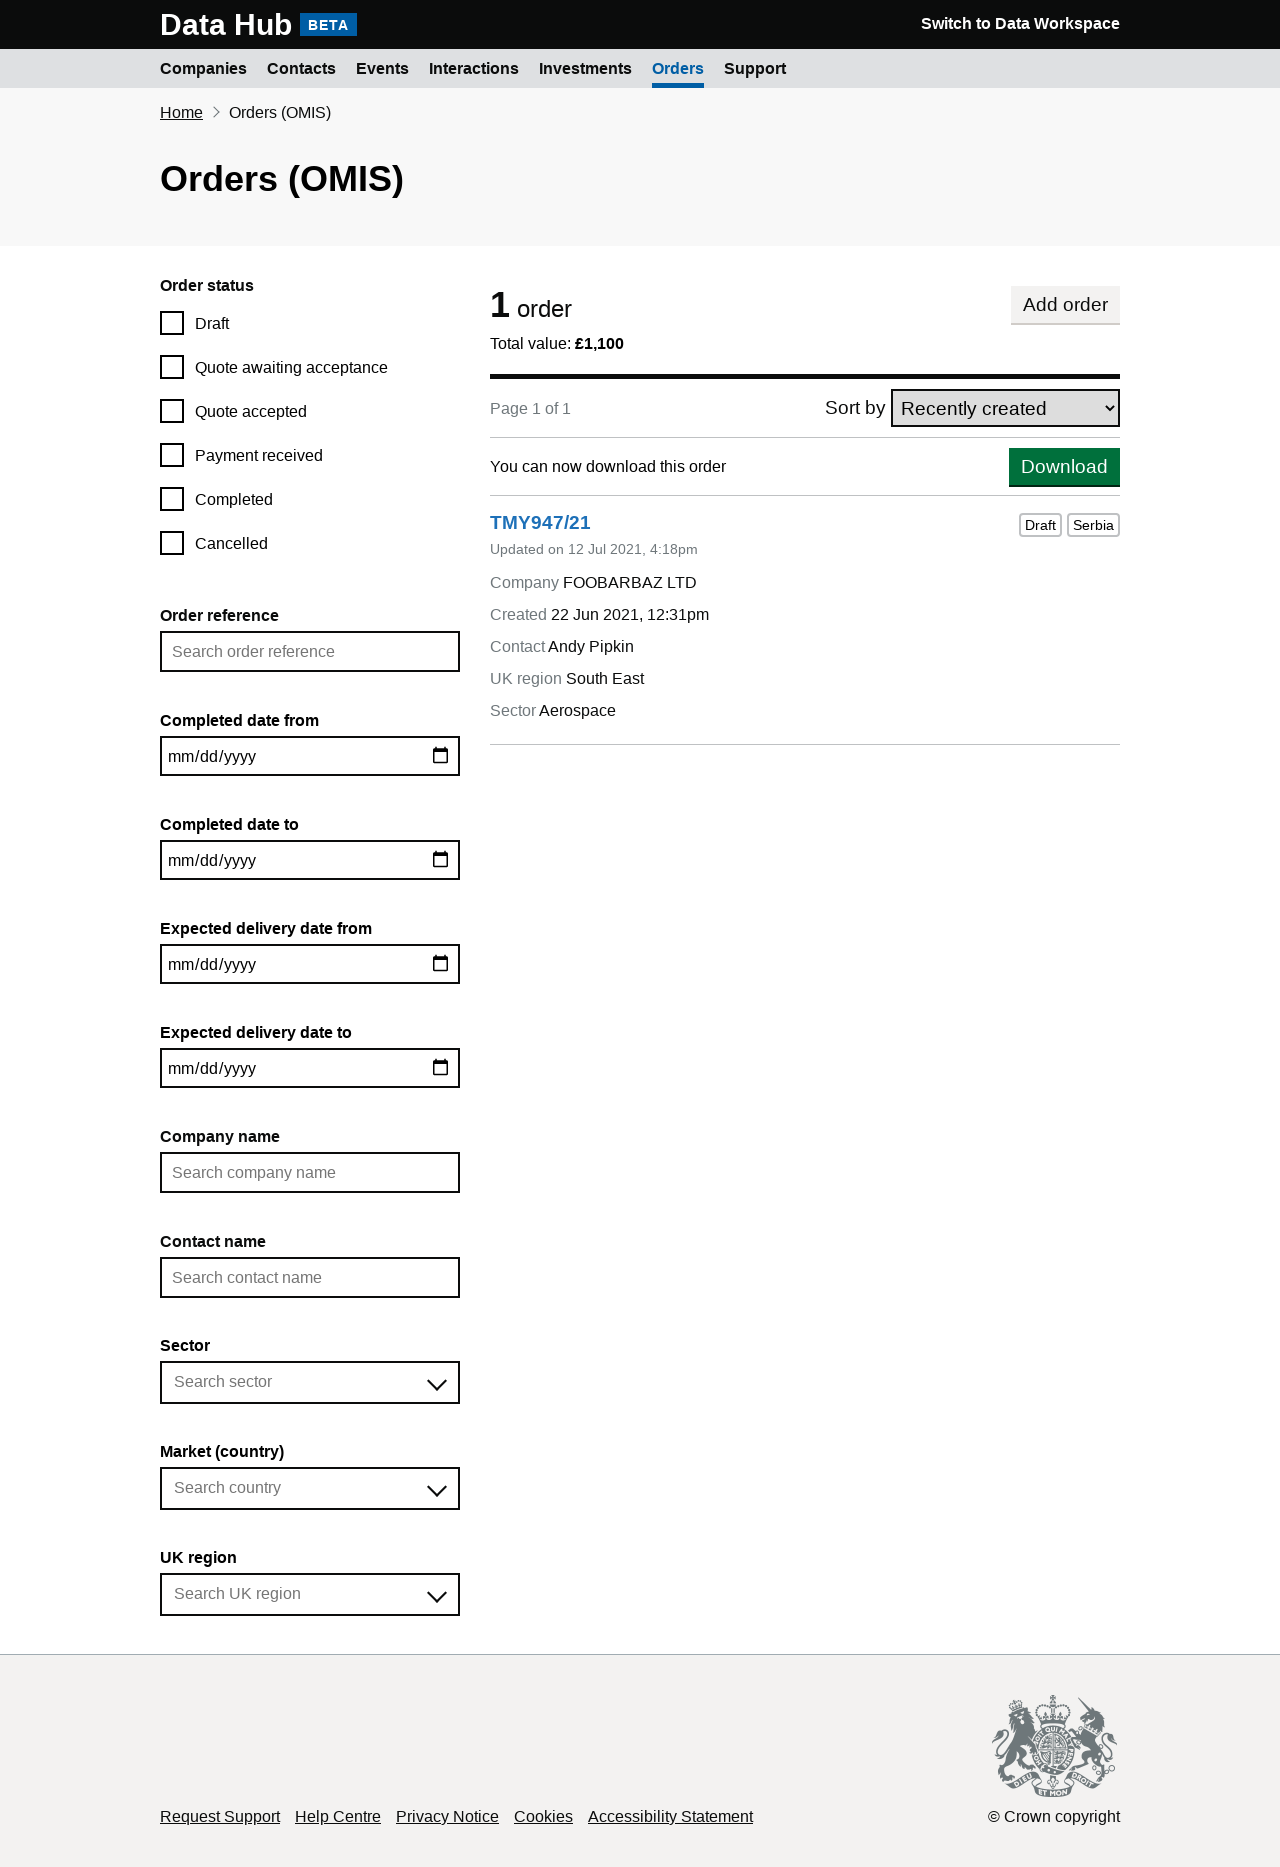 Data Hub BETA
Switch to Data Workspace
Companies Contacts Events Interactions Investments Orders Support
Home Orders (OMIS)
Orders (OMIS)
Order status
Draft
Quote awaiting acceptance
Quote accepted
Payment received
Completed
Cancelled
Order reference
Search order reference
Completed date from
mm/dd/yyyy
Completed date to
mm/dd/yyyy
Expected delivery date from
mm/dd/yyyy
Expected delivery date to
mm/dd/yyyy
Company name
Search company name
Contact name
Search contact name
Sector
Search sector
Market (country)
Search country
UK region
Search UK region
1 order
Add order
Total value: £1,100
Page 1 of 1
Sort by Recently created
You can now download this order
Download
TMY947/21
Draft Serbia
Updated on 12 Jul 2021, 4:18pm
Company FOOBARBAZ LTD
Created 22 Jun 2021, 12:31pm
Contact Andy Pipkin
UK region South East
Sector Aerospace
Request Support Help Centre Privacy Notice Cookies Accessibility Statement
© Crown copyright